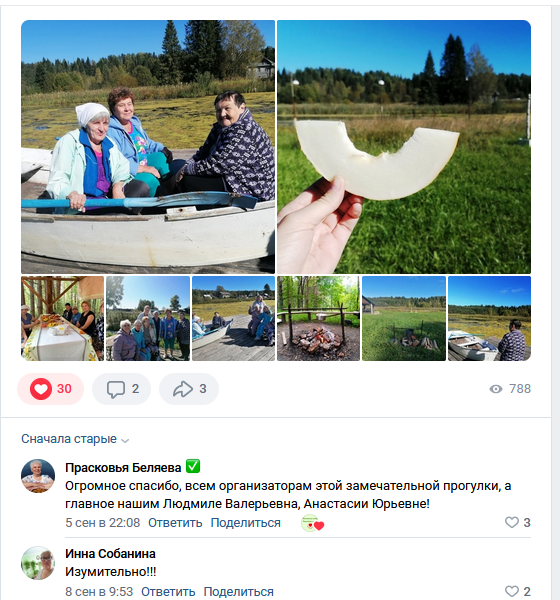 30
2
3
788
Сначала старые
Прасковья Беляева
Огромное спасибо, всем организаторам этой замечательной прогулки, а
главное нашим Людмиле Валерьевна, Анастасии Юрьевне!
5 сен в 22:08 Ответить Поделиться 3
Инна Собанина
Изумительно!!!
8 сен в 9:53 Ответить Поделиться 2